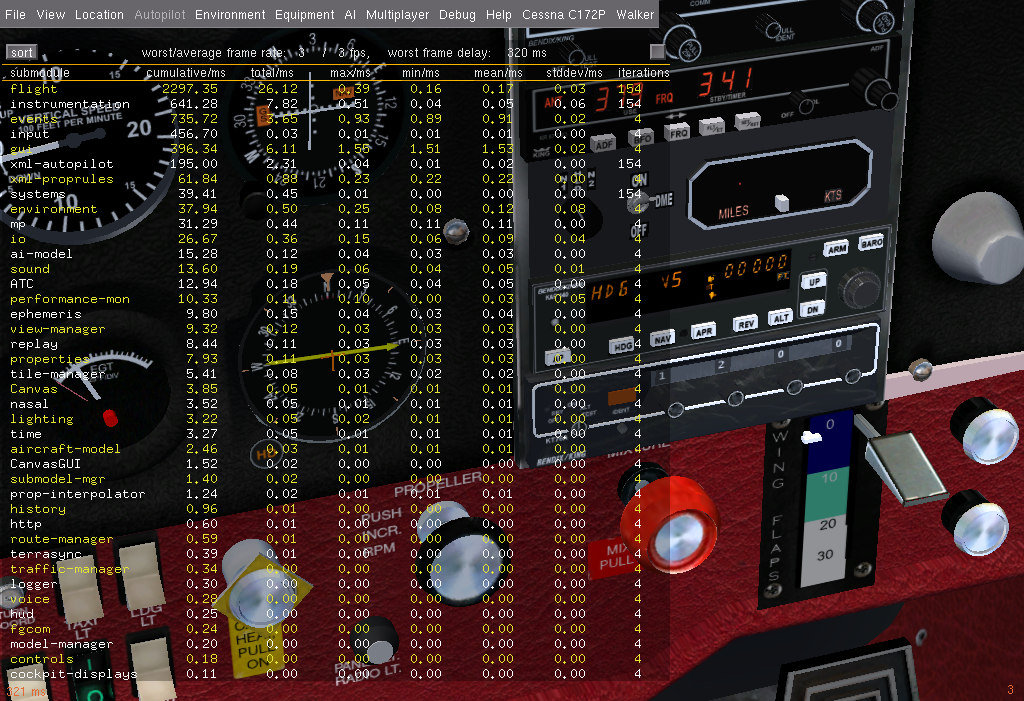 File View Location Autopilot Environment Equipment AI Multiplayer Debug Help Cessna C172P Walker
sort worst/average frame rate: 3 / 3 fps, worst frame delay: 320 ms
submodule cumulative/ms total/ms max/ms min/ms mean/ms stddev/ms iterations
flight 2297.35 26.12 0.39 0.16 0.17 0.03 154
instrumentation 641.28 7.82 0.51 0.04 0.05 0.06 154
events 735.72 3.65 0.93 0.89 0.91 0.02 4
input 456.70 0.03 0.01 0.01 0.01 0.00 4
gui 396.34 6.11 1.55 1.51 1.53 0.02 4
xml-autopilot 195.00 2.31 0.04 0.01 0.02 0.00 154
xml-proprules 61.84 0.88 0.23 0.22 0.22 0.00 4
systems 39.41 0.45 0.01 0.00 0.00 0.00 154
environment 37.94 0.50 0.25 0.08 0.12 0.08 4
mp 31.29 0.44 0.11 0.11 0.11 0.00 4
io 26.67 0.36 0.15 0.06 0.09 0.04 4
ai-model 15.28 0.12 0.04 0.03 0.03 0.00 4
sound 13.60 0.19 0.06 0.04 0.05 0.01 4
ATC 12.94 0.18 0.05 0.04 0.05 0.00 4
performance-mon 10.33 0.11 0.10 0.00 0.03 0.05 4
ephemeris 9.80 0.15 0.04 0.03 0.04 0.00 4
view-manager 9.32 0.12 0.03 0.03 0.03 0.00 4
replay 8.44 0.11 0.03 0.03 0.03 0.00 4
properties 7.93 0.11 0.03 0.03 0.03 0.00 4
tile-manager 5.41 0.08 0.03 0.02 0.02 0.00 4
Canvas 3.85 0.05 0.01 0.01 0.01 0.00 4
nasal 3.52 0.05 0.01 0.01 0.01 0.00 4
lighting 3.22 0.05 0.02 0.01 0.01 0.00 4
time 3.27 0.05 0.01 0.01 0.01 0.00 4
aircraft-model 2.46 0.03 0.01 0.01 0.01 0.00 4
CanvasGUI 1.52 0.02 0.00 0.00 0.00 0.00 4
submodel-mgr 1.40 0.02 0.00 0.00 0.00 0.00 4
prop-interpolator 1.24 0.02 0.01 0.01 0.01 0.00 4
history 0.96 0.01 0.00 0.00 0.00 0.00 4
http 0.60 0.01 0.00 0.00 0.00 0.00 4
route-manager 0.59 0.01 0.00 0.00 0.00 0.00 4
terrasync 0.39 0.01 0.00 0.00 0.00 0.00 4
traffic-manager 0.34 0.00 0.00 0.00 0.00 0.00 4
logger 0.30 0.00 0.00 0.00 0.00 0.00 4
voice 0.29 0.00 0.00 0.00 0.00 0.00 4
hud 0.25 0.00 0.00 0.00 0.00 0.00 4
fgcom 0.24 0.00 0.00 0.00 0.00 0.00 4
model-manager 0.20 0.00 0.00 0.00 0.00 0.00 4
controls 0.18 0.00 0.00 0.00 0.00 0.00 4
cockpit-displays 0.11 0.00 0.00 0.00 0.00 0.00 4
321 ms
3
COMM
PULL
IDENT
ADF
341
FRQ
STBY/TIMER
OFF
ADF BFO FRQ
ON
DME
OFF
MILES KTS
HDG VS 00000 FT
ARM BARO
UP
DN
HDG NAV APR REV ALT
1 2 0 0
IDENT
BENDIX/KING
20
10
15
VERTICAL SPEED
100 FEET PER MINUTE
EGT
PROPELLER
PUSH
INCR.
RPM
MIX
PULL
WING FLAPS
0
10
20
30
TAXI
LT
LDG
LT
HEAT
PULL
ON
RADIO LT.